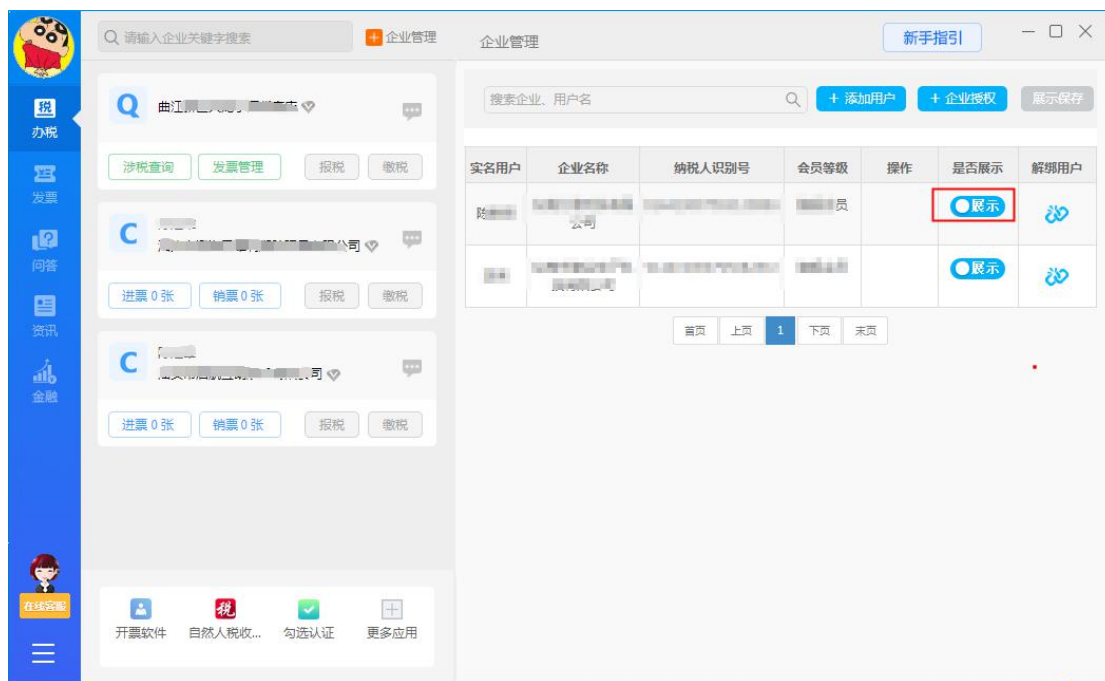 请输入企业关键字搜索
企业管理
企业管理
新手指引
税
办税
发票
问答
资讯
金融
在线客服
Q
曲江
涉税查询 发票管理 报税 缴税
C
公司
进票 0 张 销票 0 张 报税 缴税
C
司
进票 0 张 销票 0 张 报税 缴税
税
开票软件 自然人税收... 勾选认证 更多应用
搜索企业、用户名
+ 添加用户 + 企业授权 展示保存
实名用户 企业名称 纳税人识别号 会员等级 操作 是否展示 解绑用户
公司 员 展示
展示
首页 上页 1 下页 末页